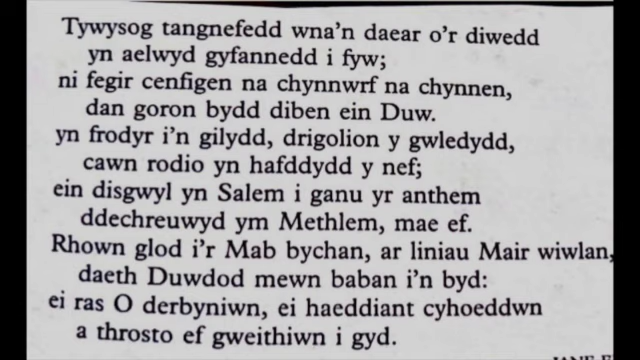 Tywysog tangnefedd wna'n daear o'r diwedd
yn aelwyd gyfannedd i fyw;
ni fegir cenfigen na chynnwrf na chynnen,
dan goron bydd diben ein Duw.
yn frodyr i'n gilydd, drigolion y gwledydd,
cawn rodio yn hafddydd y nef;
ein disgwyl yn Salem i ganu yr anthem
ddechreuwyd ym Methlem, mae ef.
Rhown glod i'r Mab bychan, ar liniau Mair wiwlan,
daeth Duwdod mewn baban i'n byd:
ei ras O derbyniwn, ei haeddiant cyhoeddwn
a throsto ef gweithiwn i gyd.